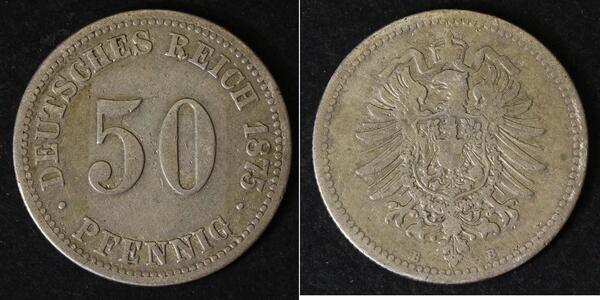 DEUTSCHES REICH 1875
50
PFENNIG